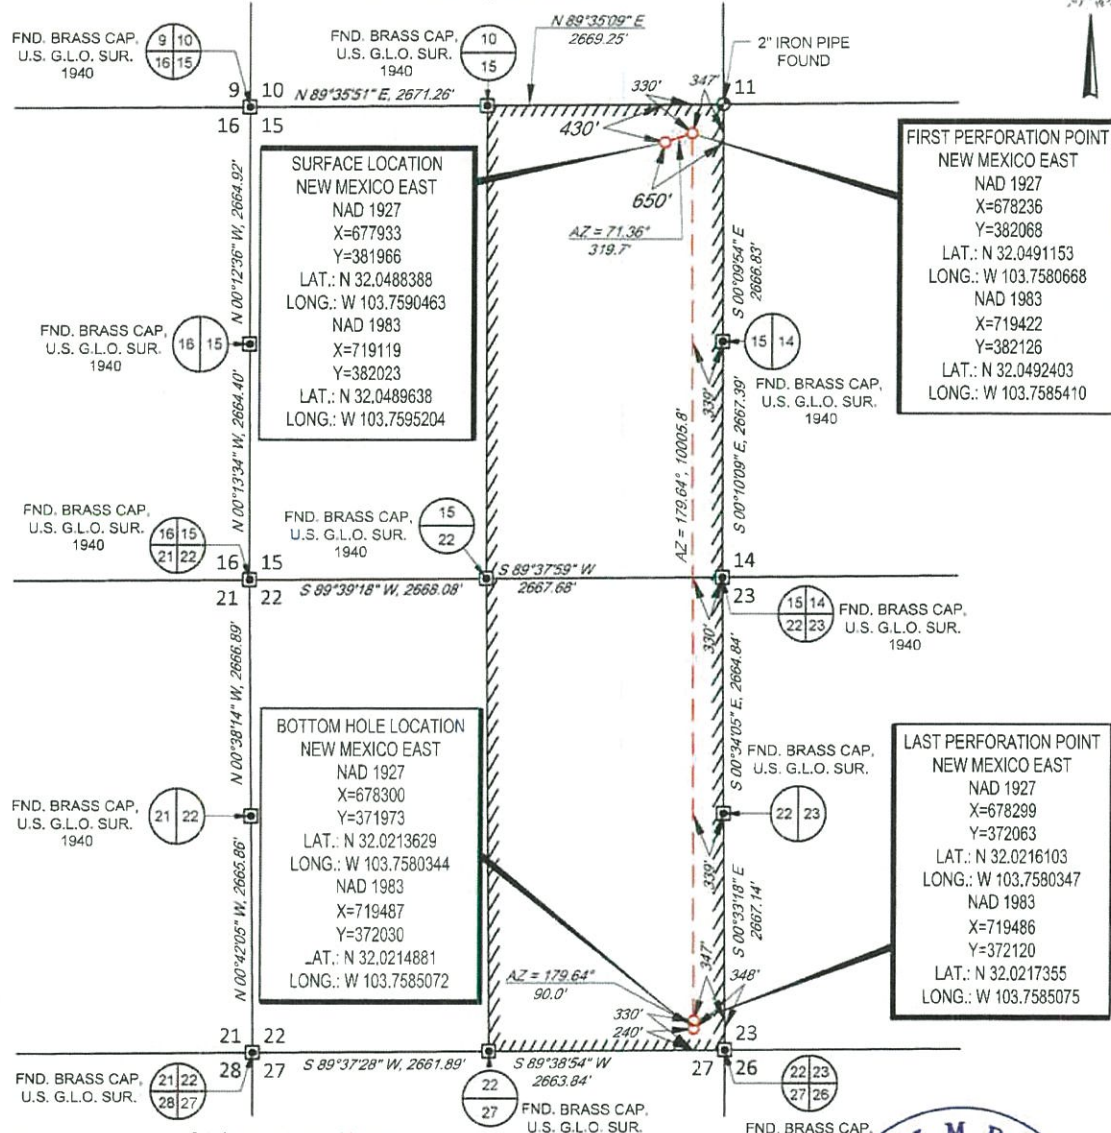 N 89°35'09" E
2669.25'
FND. BRASS CAP,
U.S. G.L.O. SUR.
1940
9 10
16 15
FND. BRASS CAP,
U.S. G.L.O. SUR.
1940
10
15
2" IRON PIPE
FOUND
330'
347'
11
9 10
N 89°35'51" E, 2671.26'
16 15
430'
650'
AZ = 71.36°
319.7'
SURFACE LOCATION
NEW MEXICO EAST
NAD 1927
X=677933
Y=381966
LAT.: N 32.0488388
LONG.: W 103.7590463
NAD 1983
X=719119
Y=382023
LAT.: N 32.0489638
LONG.: W 103.7595204
FIRST PERFORATION POINT
NEW MEXICO EAST
NAD 1927
X=678236
Y=382068
LAT.: N 32.0491153
LONG.: W 103.7580668
NAD 1983
X=719422
Y=382126
LAT.: N 32.0492403
LONG.: W 103.7585410
N 00°12'36" W, 2664.92'
S 00°09'54" E
2666.83'
FND. BRASS CAP,
U.S. G.L.O. SUR.
1940
16 15
15 14
FND. BRASS CAP,
U.S. G.L.O. SUR.
1940
339'
N 00°13'34" W, 2664.40'
AZ = 179.64°, 10005.8'
S 00°10'09" E, 2667.39'
FND. BRASS CAP,
U.S. G.L.O. SUR.
1940
16 15
21 22
FND. BRASS CAP,
U.S. G.L.O. SUR.
1940
15
22
16 15
14
S 89°37'59" W
2667.68'
21 22
S 89°39'18" W, 2668.08'
23
15 14
22 23
FND. BRASS CAP,
U.S. G.L.O. SUR.
1940
330'
N 00°38'14" W, 2666.89'
S 00°34'05" E, 2664.84'
BOTTOM HOLE LOCATION
NEW MEXICO EAST
NAD 1927
X=678300
Y=371973
LAT.: N 32.0213629
LONG.: W 103.7580344
NAD 1983
X=719487
Y=372030
LAT.: N 32.0214881
LONG.: W 103.7585072
LAST PERFORATION POINT
NEW MEXICO EAST
NAD 1927
X=678299
Y=372063
LAT.: N 32.0216103
LONG.: W 103.7580347
NAD 1983
X=719486
Y=372120
LAT.: N 32.0217355
LONG.: W 103.7585075
FND. BRASS CAP,
U.S. G.L.O. SUR.
22 23
FND. BRASS CAP,
U.S. G.L.O. SUR.
1940
21 22
339'
N 00°42'05" W, 2665.86'
S 00°33'18" E
2667.14'
347'
348'
AZ = 179.64°
90.0'
330'
240'
21 22
23
28 27
S 89°37'28" W, 2661.89'
S 89°38'54" W
2663.84'
27 26
FND. BRASS CAP,
U.S. G.L.O. SUR.
21 22
28 27
22
27
FND. BRASS CAP,
U.S. G.L.O. SUR.
22 23
27 26
FND. BRASS CAP,
M. D